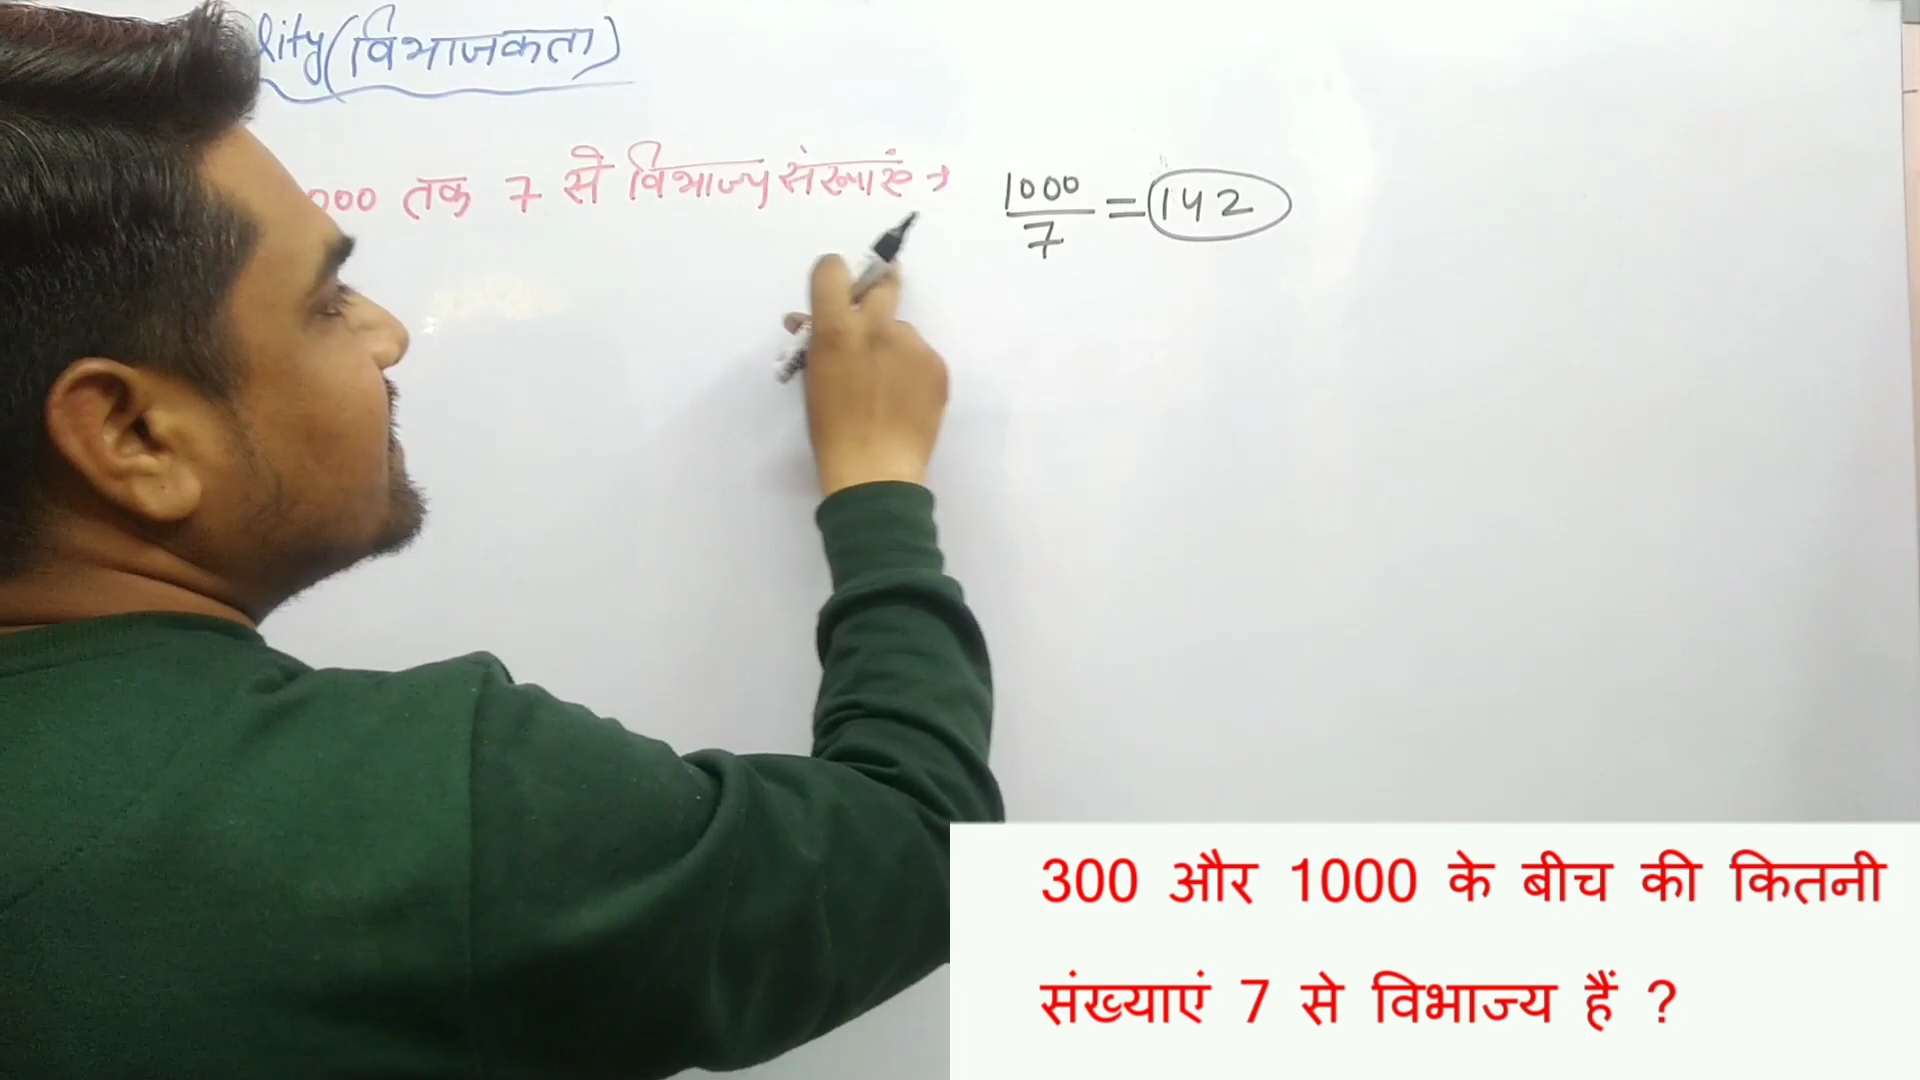 lity (विभाजकता)
000 तक 7 से विभाज्य संख्याएं →
1000
7
= 142
300 और 1000 के बीच की कितनी
संख्याएं 7 से विभाज्य हैं ?